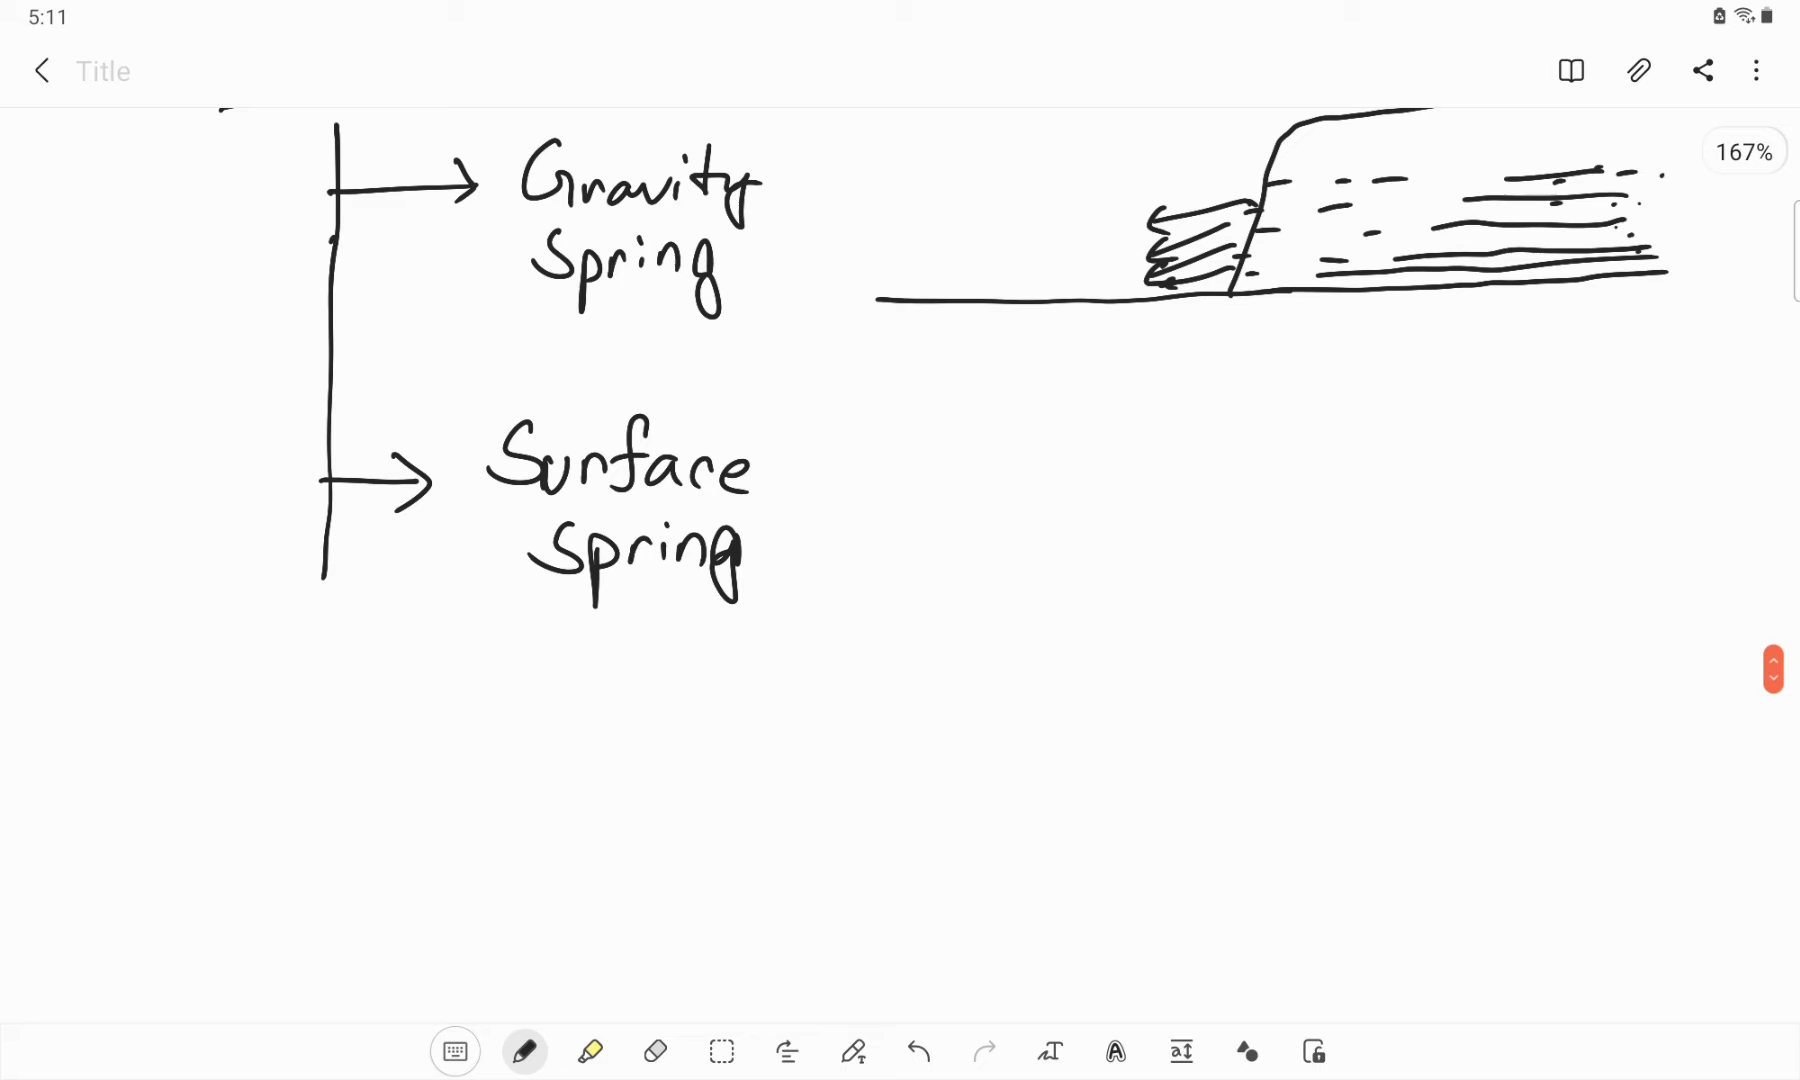 5:11
Title
167%
Gravity
Spring
Surface
Spring